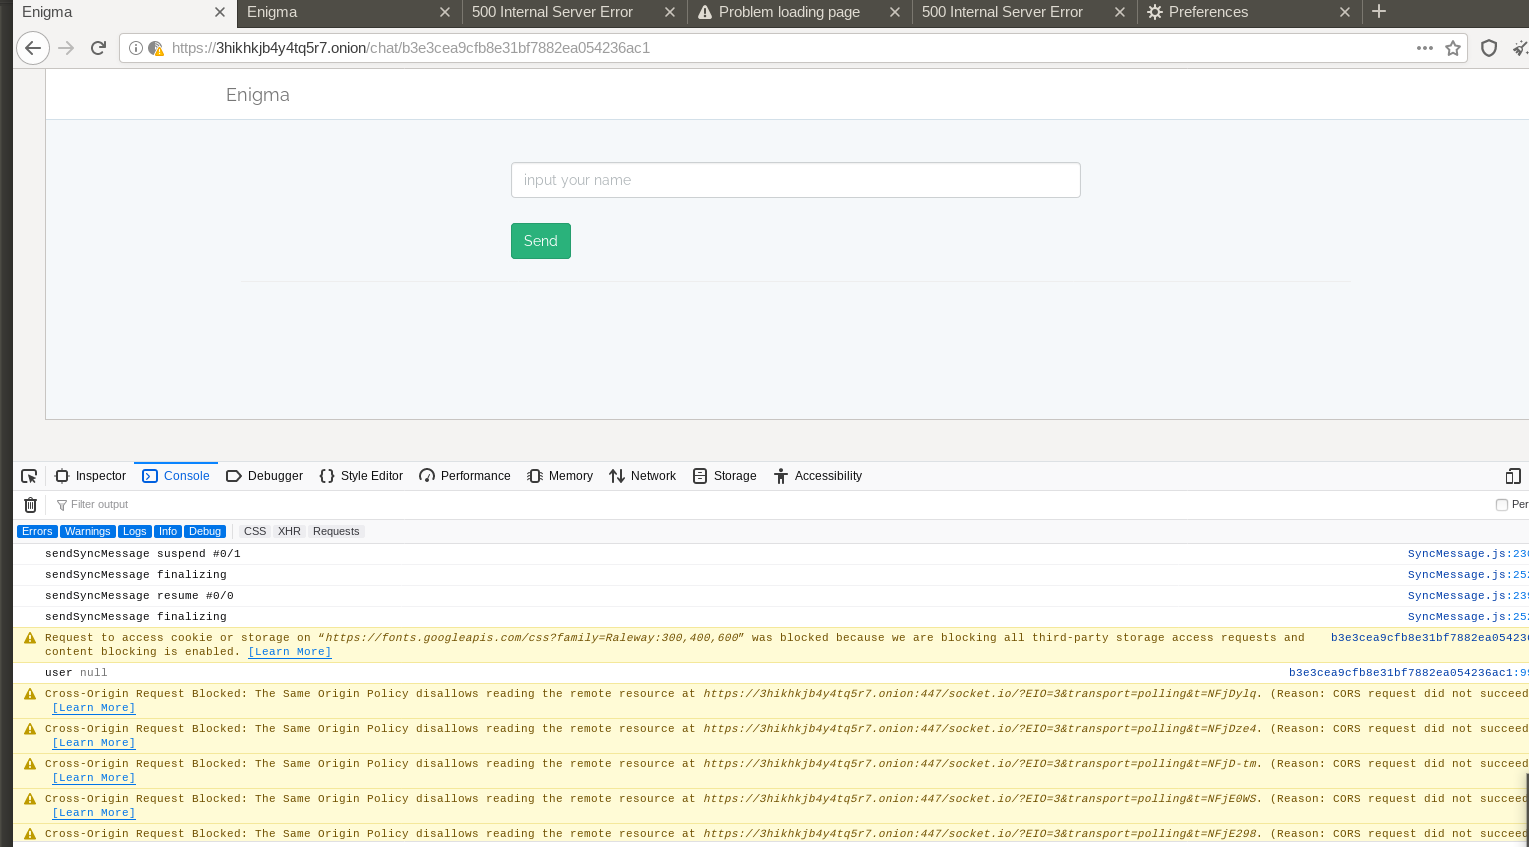 Enigma
Enigma
500 Internal Server Error
Problem loading page
500 Internal Server Error
Preferences
https://3hikhkjb4y4tq5r7.onion/chat/b3e3cea9cfb8e31bf7882ea054236ac1
Enigma
input your name
Send
Inspector Console Debugger {} Style Editor Performance Memory Network Storage Accessibility
Filter output
Per
Errors Warnings Logs Info Debug CSS XHR Requests
sendSyncMessage suspend #0/1 SyncMessage.js:230
sendSyncMessage finalizing SyncMessage.js:252
sendSyncMessage resume #0/0 SyncMessage.js:239
sendSyncMessage finalizing SyncMessage.js:252
Request to access cookie or storage on “https://fonts.googleapis.com/css?family=Raleway:300,400,600” was blocked because we are blocking all third-party storage access requests and b3e3cea9cfb8e31bf7882ea054236
content blocking is enabled. [Learn More]
user null b3e3cea9cfb8e31bf7882ea054236ac1:99
Cross-Origin Request Blocked: The Same Origin Policy disallows reading the remote resource at https://3hikhkjb4y4tq5r7.onion:447/socket.io/?EIO=3&transport=polling&t=NFjDylq. (Reason: CORS request did not succeed
[Learn More]
Cross-Origin Request Blocked: The Same Origin Policy disallows reading the remote resource at https://3hikhkjb4y4tq5r7.onion:447/socket.io/?EIO=3&transport=polling&t=NFjDze4. (Reason: CORS request did not succeed
[Learn More]
Cross-Origin Request Blocked: The Same Origin Policy disallows reading the remote resource at https://3hikhkjb4y4tq5r7.onion:447/socket.io/?EIO=3&transport=polling&t=NFjD-tm. (Reason: CORS request did not succeed
[Learn More]
Cross-Origin Request Blocked: The Same Origin Policy disallows reading the remote resource at https://3hikhkjb4y4tq5r7.onion:447/socket.io/?EIO=3&transport=polling&t=NFjE0WS. (Reason: CORS request did not succeed
[Learn More]
Cross-Origin Request Blocked: The Same Origin Policy disallows reading the remote resource at https://3hikhkjb4y4tq5r7.onion:447/socket.io/?EIO=3&transport=polling&t=NFjE298. (Reason: CORS request did not succeed